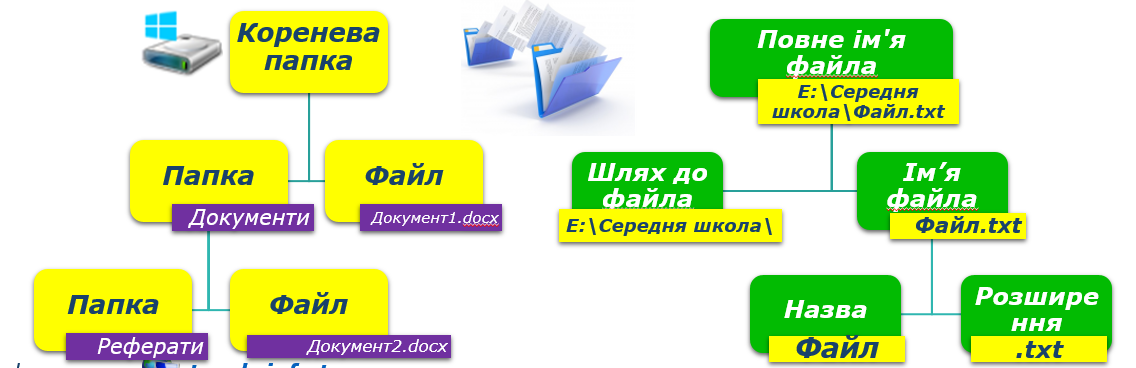 Коренева
папка
Папка
Документи
Файл
Документ1.docx
Папка
Реферати
Файл
Документ2.docx
Повне ім'я
файла
E:\Середня
школа\Файл.txt
Шлях до
файла
E:\Середня школа\
Ім’я
файла
Файл.txt
Назва
Файл
Розшире
ння
.txt